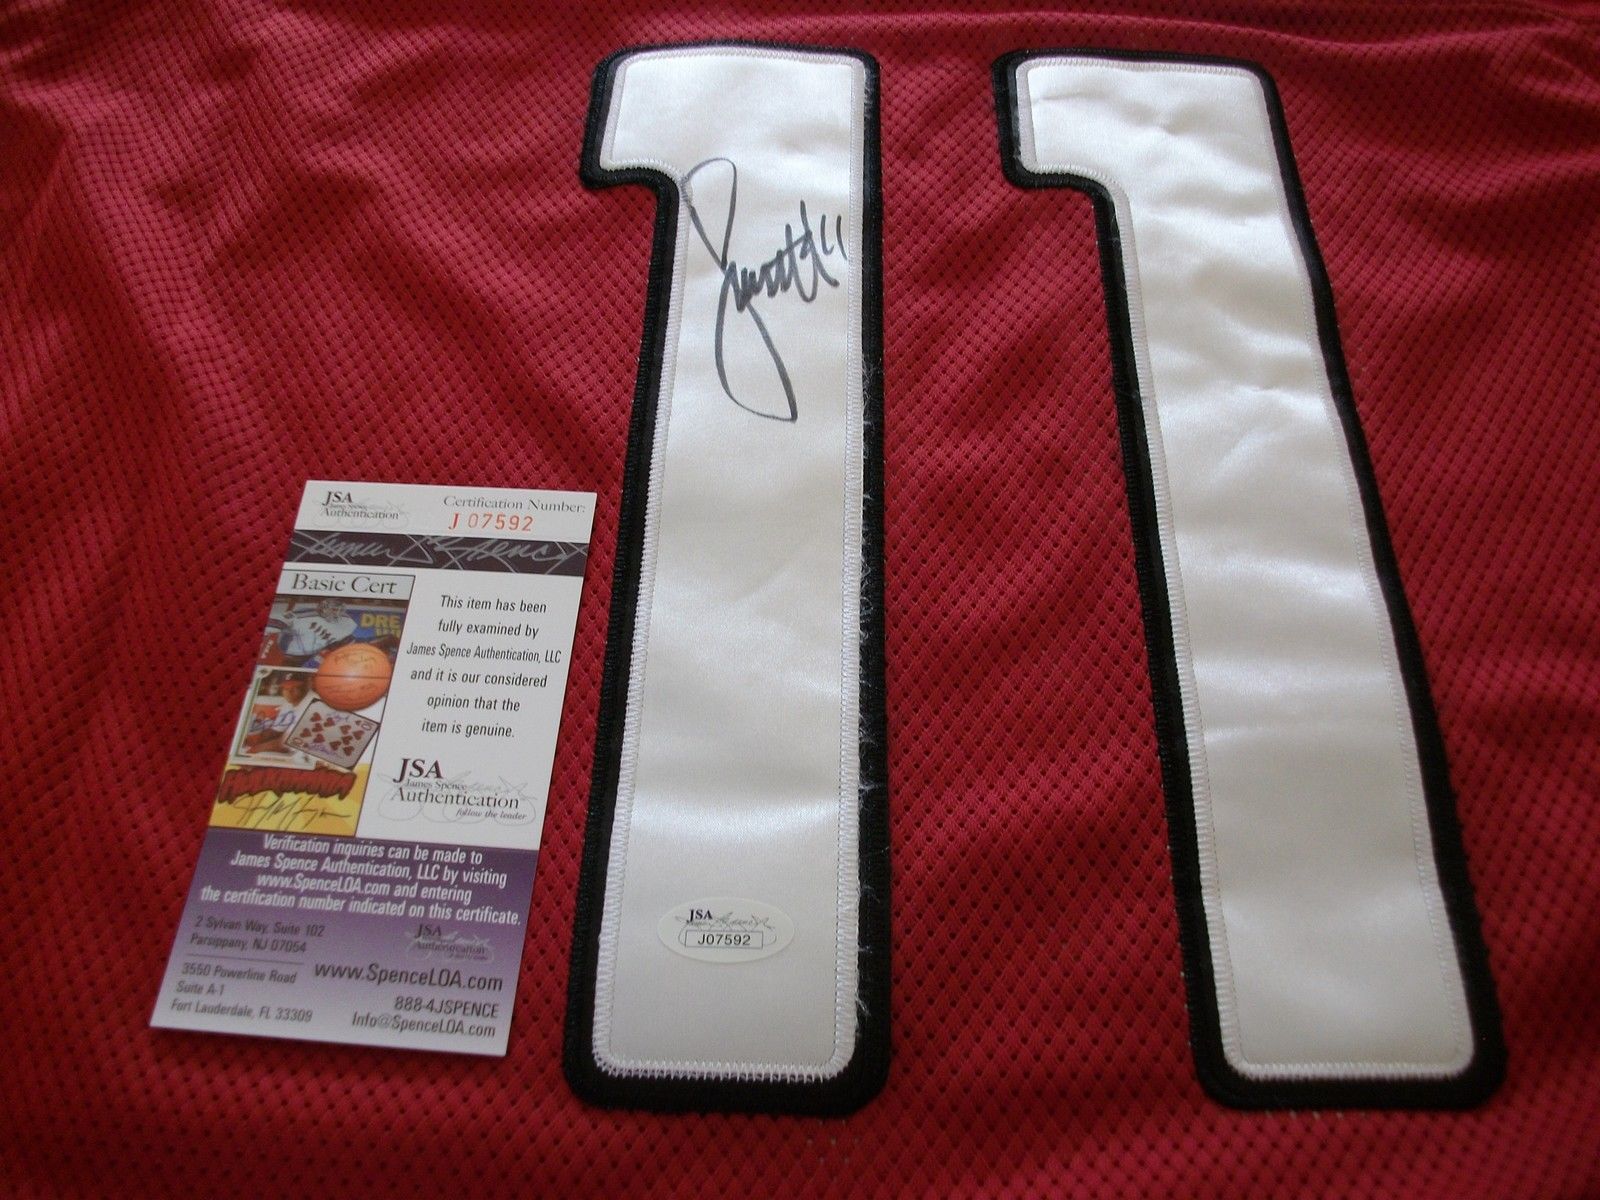 11
JSA
James Spence
Authentication
Certification Number:
J 07592
Basic Cert
This item has been
fully examined by
James Spence Authentication, LLC
and it is our considered
opinion that the
item is genuine.
JSA
James Spence
Authentication
follow the leader
Verification inquiries can be made to
James Spence Authentication, LLC by visiting
www.SpenceLOA.com and entering
the certification number indicated on this certificate.
2 Sylvan Way, Suite 102
Parsippany, NJ 07054
JSA
Authentication
3550 Powerline Road
Suite A-1
Fort Lauderdale, FL 33309
www.SpenceLOA.com
888-4JSPENCE
Info@SpenceLOA.com
JSA
J07592